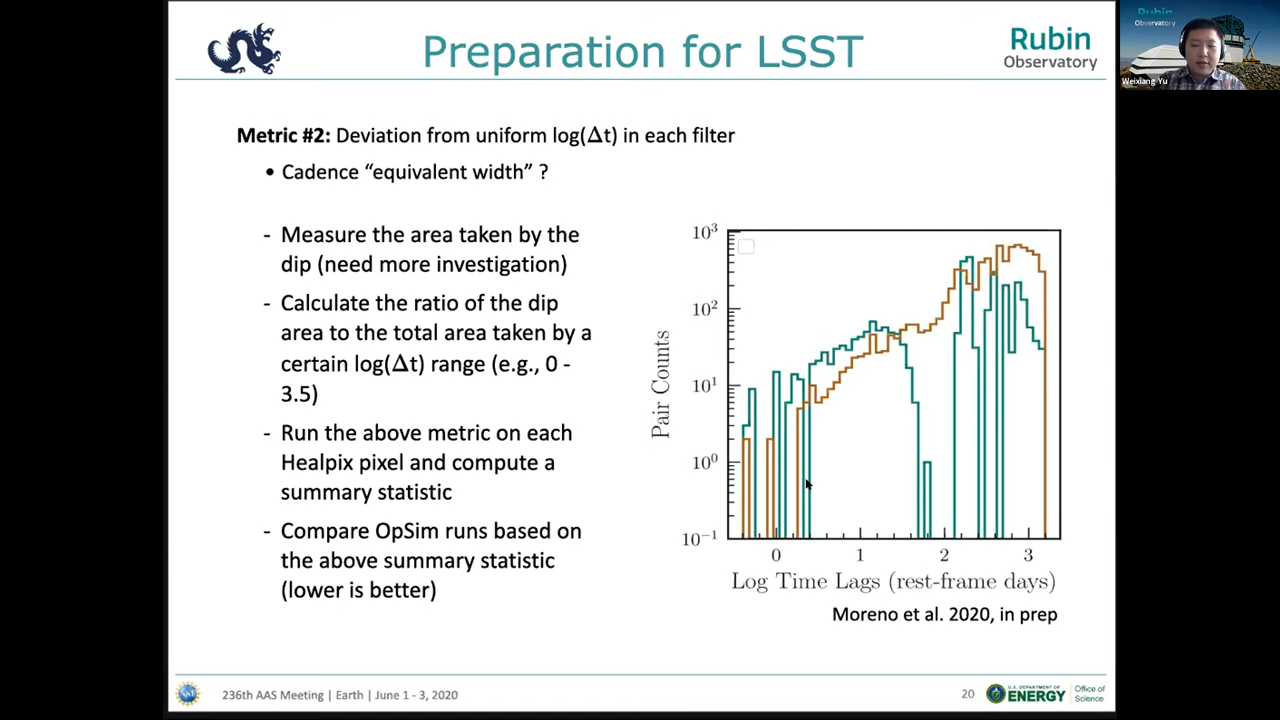 Preparation for LSST
Rubin
Observatory
Rubin
Observatory
Weixiang Yu
Metric #2: Deviation from uniform log(Δt) in each filter
• Cadence “equivalent width” ?
- Measure the area taken by the
dip (need more investigation)
- Calculate the ratio of the dip
area to the total area taken by a
certain log(Δt) range (e.g., 0 -
3.5)
- Run the above metric on each
Healpix pixel and compute a
summary statistic
- Compare OpSim runs based on
the above summary statistic
(lower is better)
Pair Counts
10³
10²
10¹
10⁰
10⁻¹
0 1 2 3
Log Time Lags (rest-frame days)
Moreno et al. 2020, in prep
236th AAS Meeting | Earth | June 1 - 3, 2020
20
U.S. DEPARTMENT OF
ENERGY
Office of
Science